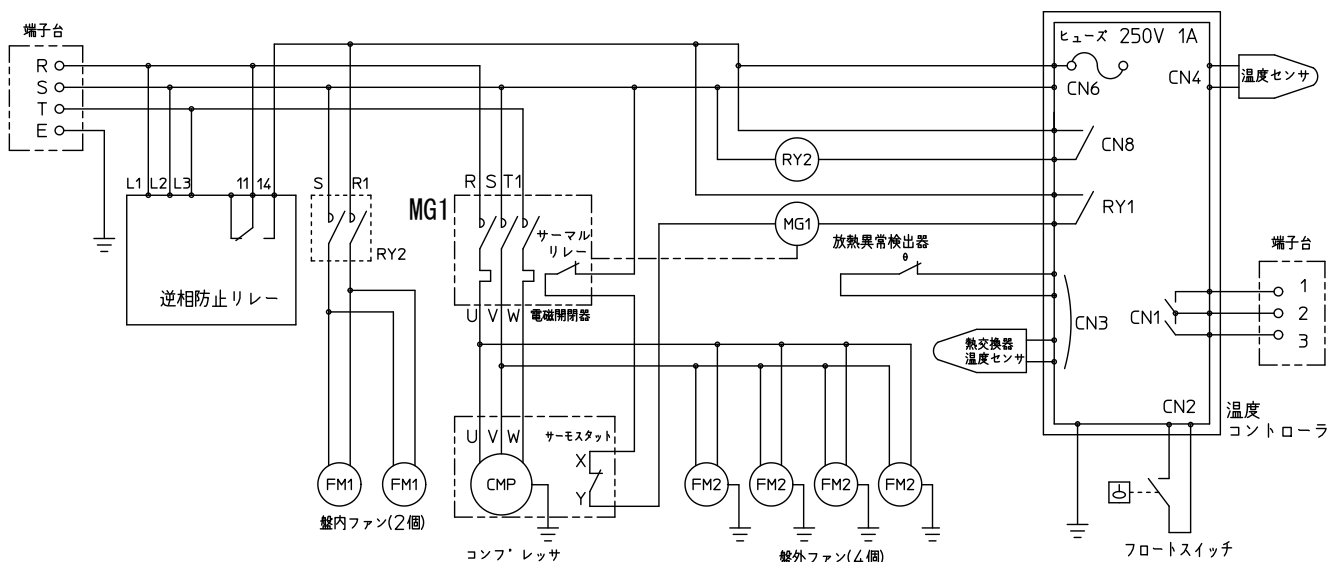 端子台
R
S
T
E
L1 L2 L3 11 14
逆相防止リレー
S R1
RY2
MG1
R S T1
サーマル
リレー
U V W 電磁開閉器
U V W サーモスタット
X
Y
CMP
コンプレッサ
FM1 FM1
盤内ファン(2個)
FM2 FM2 FM2 FM2
盤外ファン(4個)
RY2
MG1
放熱異常検出器
θ
熱交換器
温度センサ
ヒューズ 250V 1A
CN6
CN4
温度センサ
CN8
RY1
CN3
CN1
CN2
端子台
1
2
3
温度
コントローラ
フロートスイッチ